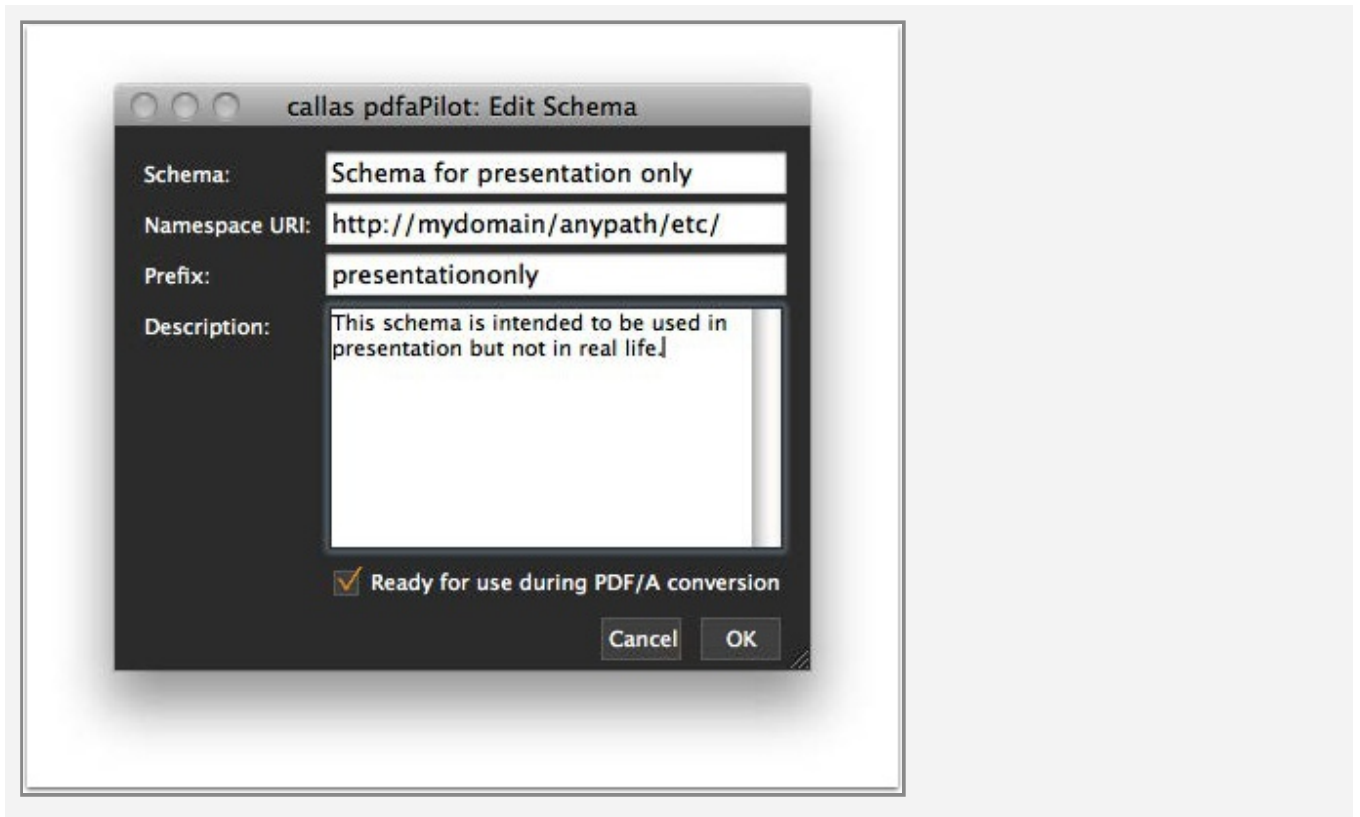 callas pdfaPilot: Edit Schema
Schema: Schema for presentation only
Namespace URI: http://mydomain/anypath/etc/
Prefix: presentationonly
Description: This schema is intended to be used in
presentation but not in real life.
Ready for use during PDF/A conversion
Cancel OK